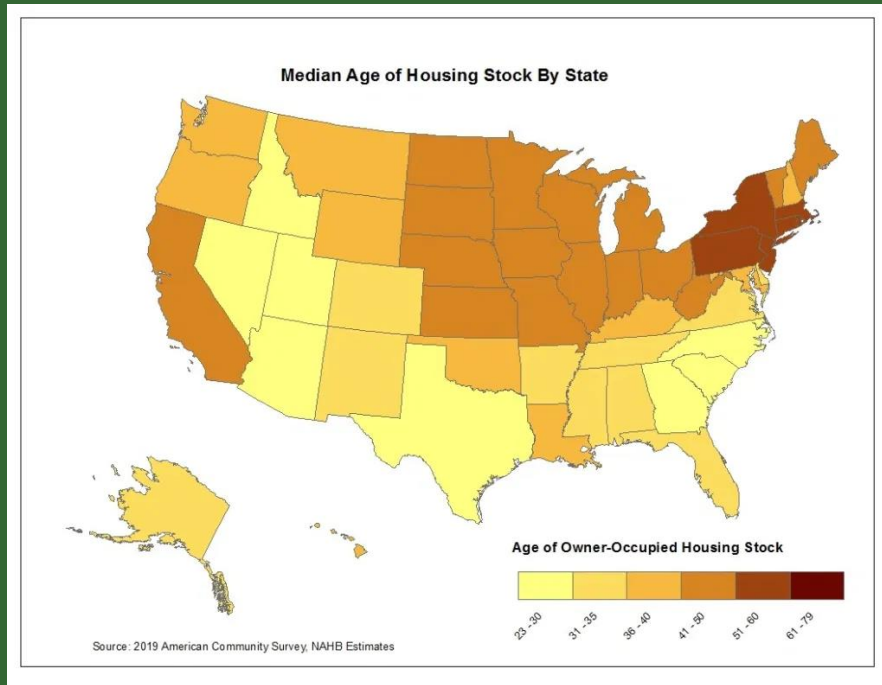 Median Age of Housing Stock By State
Age of Owner-Occupied Housing Stock
23 - 30
31 - 35
36 - 40
41 - 50
51 - 60
61 - 79
Source: 2019 American Community Survey, NAHB Estimates